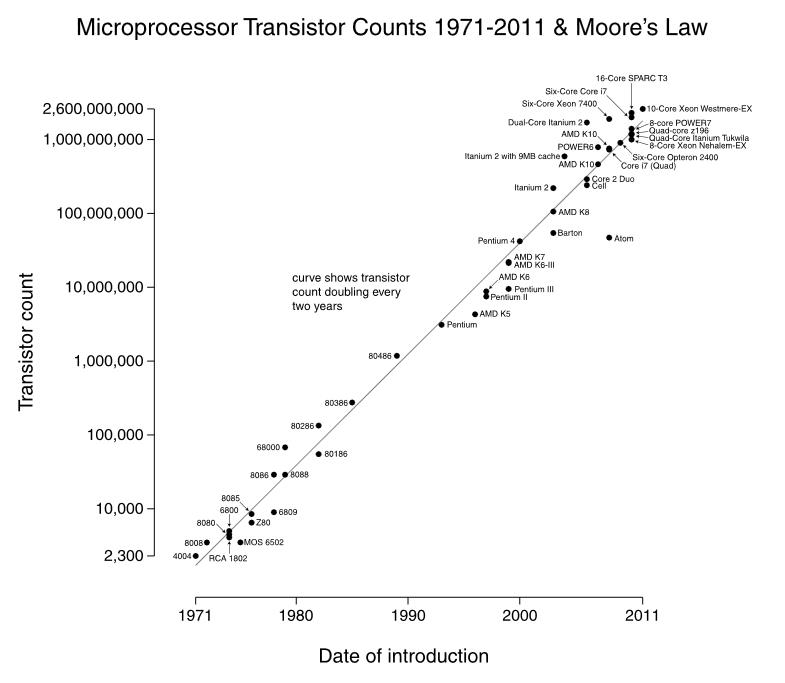 Microprocessor Transistor Counts 1971-2011 & Moore's Law
16-Core SPARC T3
Six-Core Core i7
Six-Core Xeon 7400
2,600,000,000
10-Core Xeon Westmere-EX
Dual-Core Itanium 2
8-core POWER7
Quad-core z196
AMD K10
1,000,000,000
Quad-Core Itanium Tukwila
POWER6
8-Core Xeon Nehalem-EX
Itanium 2 with 9MB cache
Six-Core Opteron 2400
AMD K10
Core i7 (Quad)
Core 2 Duo
Itanium 2
Cell
100,000,000
AMD K8
Barton
Pentium 4
Atom
AMD K7
AMD K6-III
curve shows transistor
count doubling every
two years
AMD K6
10,000,000
Pentium III
Pentium II
AMD K5
Pentium
Transistor count
1,000,000
80486
80386
80286
100,000
68000
80186
8086
8088
8085
10,000
6800
6809
8080
Z80
8008
MOS 6502
2,300
4004
RCA 1802
1971
1980
1990
2000
2011
Date of introduction